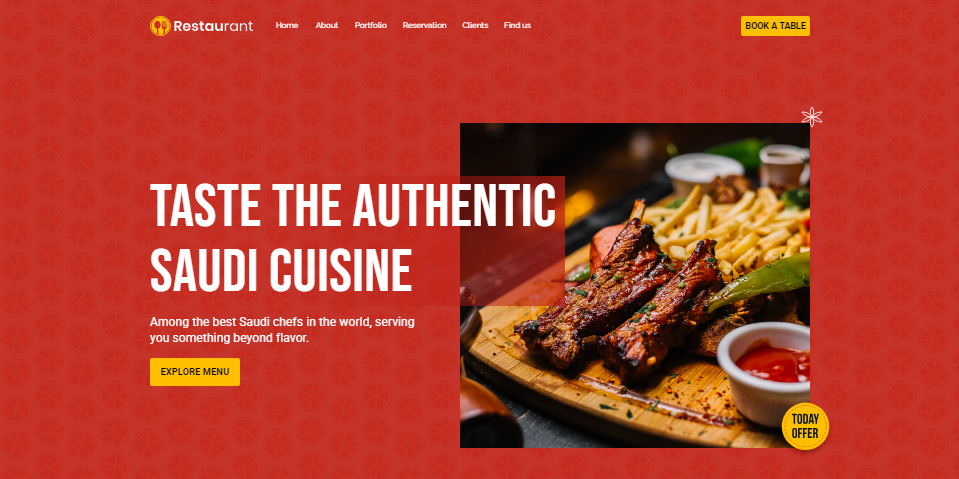 Restaurant
Home About Portfolio Reservation Clients Find us
BOOK A TABLE
TASTE THE AUTHENTIC
SAUDI CUISINE
Among the best Saudi chefs in the world, serving
you something beyond flavor.
EXPLORE MENU
TODAY
OFFER